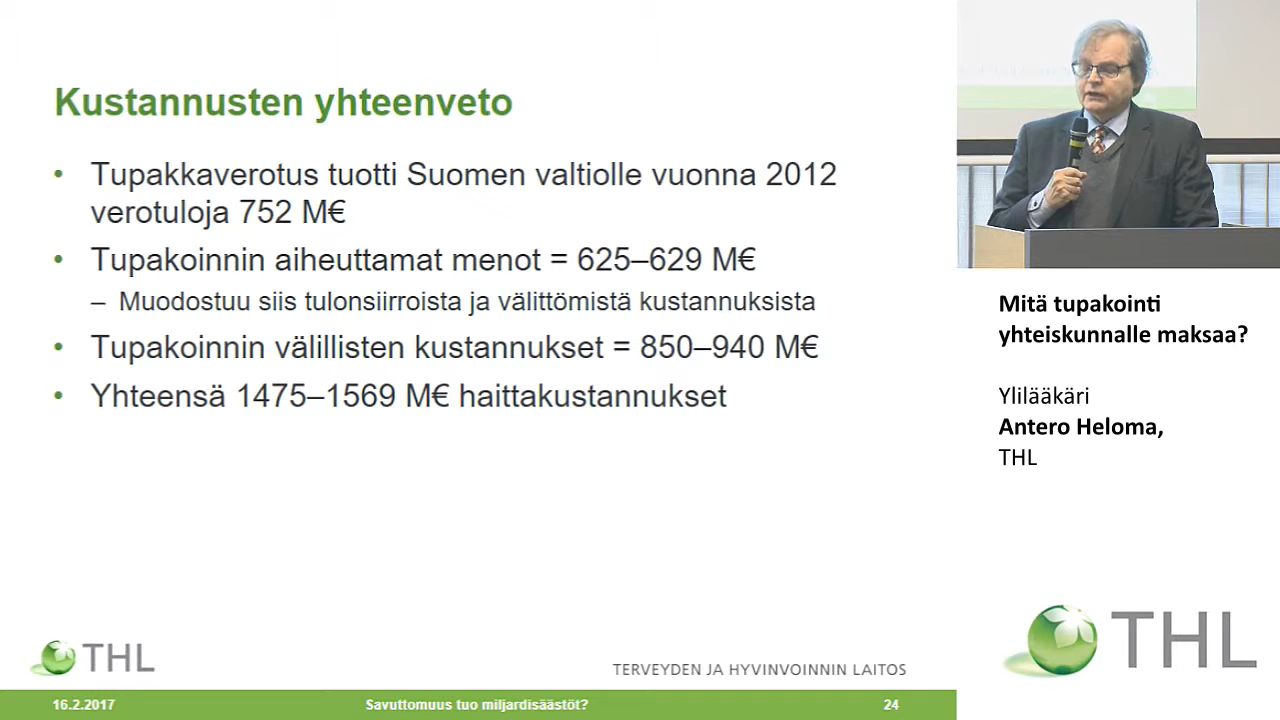 Kustannusten yhteenveto
• Tupakkaverotus tuotti Suomen valtiolle vuonna 2012
verotuloja 752 M€
• Tupakoinnin aiheuttamat menot = 625–629 M€
– Muodostuu siis tulonsiirroista ja välittömistä kustannuksista
• Tupakoinnin välillisten kustannukset = 850–940 M€
• Yhteensä 1475–1569 M€ haittakustannukset
THL
TERVEYDEN JA HYVINVOINNIN LAITOS
16.2.2017 Savuttomuus tuo miljardisäästöt? 24
Mitä tupakointi
yhteiskunnalle maksaa?
Ylilääkäri
Antero Heloma,
THL
THL